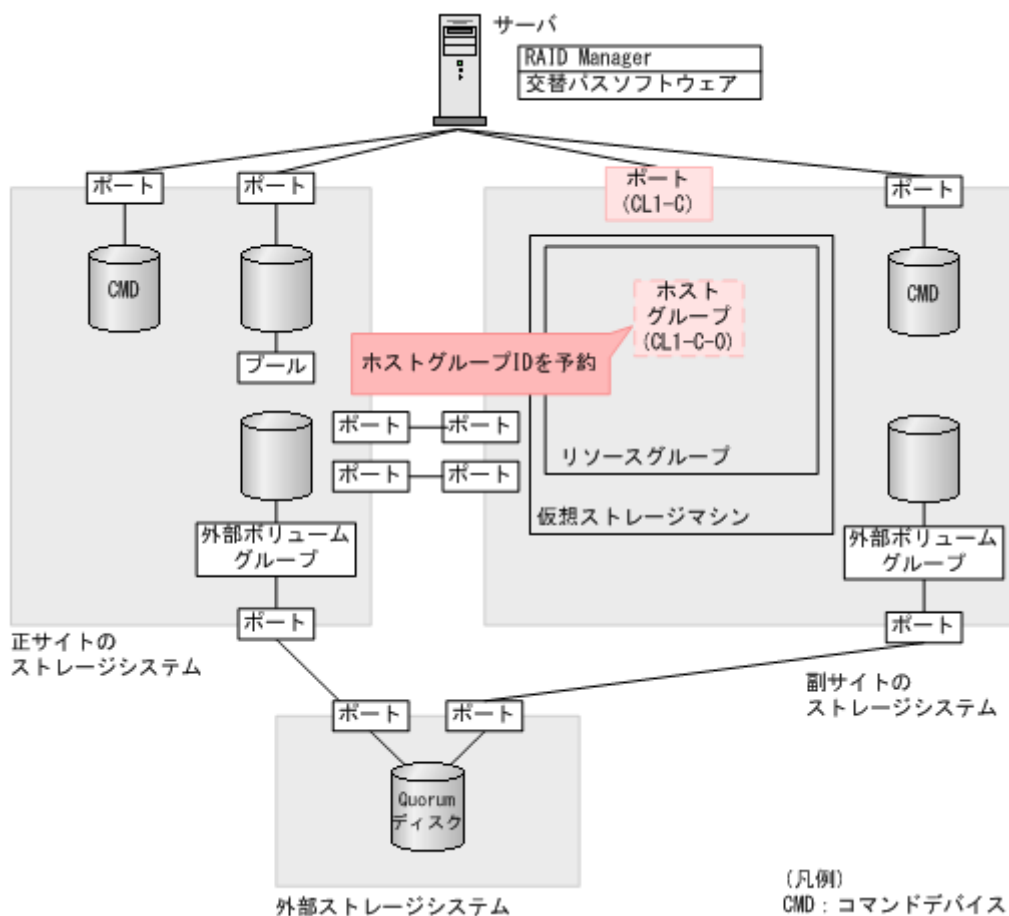 サーバ
RAID Manager
交替パスソフトウェア
ポート
ポート
ポート
(CL1-C)
ポート
CMD
CMD
ホスト
グループ
(CL1-C-0)
プール
ホストグループIDを予約
ポート
ポート
ポート
ポート
リソースグループ
仮想ストレージマシン
外部ボリューム
グループ
外部ボリューム
グループ
ポート
ポート
正サイトの
ストレージシステム
副サイトの
ストレージシステム
ポート
ポート
Quorum
ディスク
外部ストレージシステム
(凡例)
CMD：コマンドデバイス